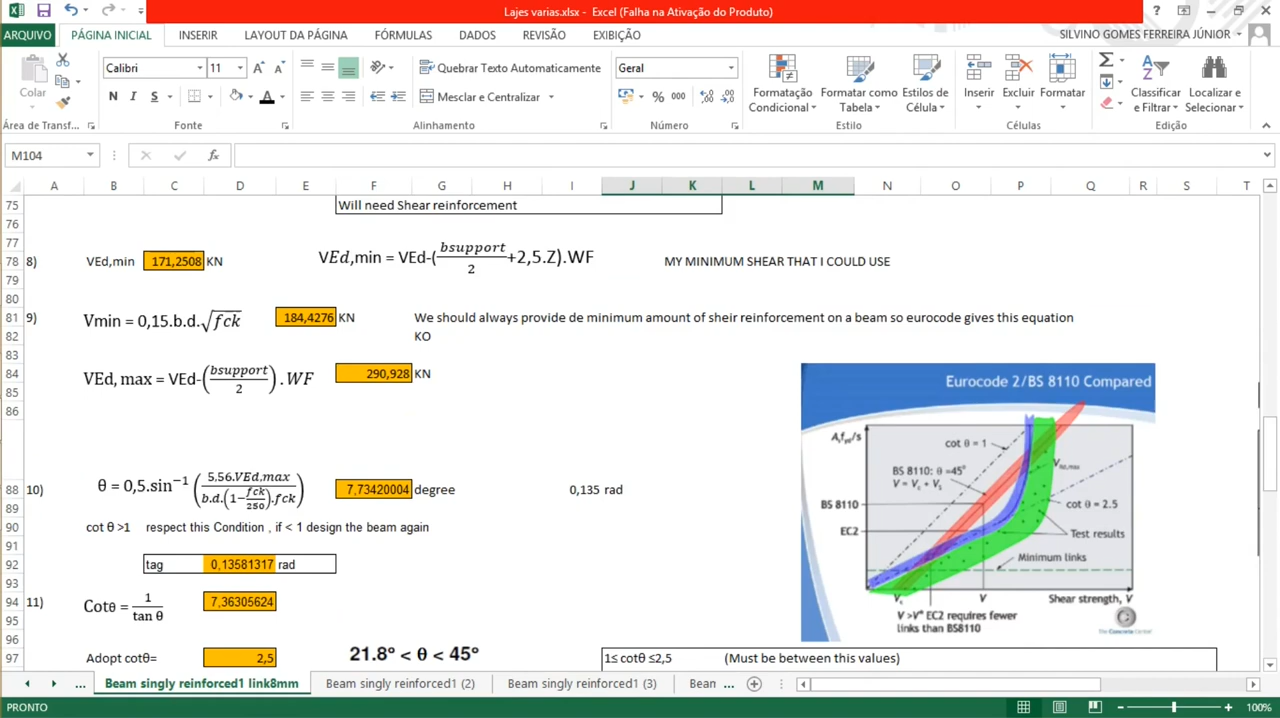 Lajes varias.xlsx - Excel (Falha na Ativação do Produto)
ARQUIVO PÁGINA INICIAL INSERIR LAYOUT DA PÁGINA FÓRMULAS DADOS REVISÃO EXIBIÇÃO SILVINO GOMES FERREIRA JÚNIOR
Colar
Calibri 11
N I S
Quebrar Texto Automaticamente
Mesclar e Centralizar
Geral
% 000
Formatação Condicional
Formatar como Tabela
Estilos de Célula
Inserir Excluir Formatar
Classificar e Filtrar
Localizar e Selecionar
Área de Transf... Fonte Alinhamento Número Estilo Células Edição
M104 fx
A B C D E F G H I J K L M N O P Q R S T
75 Will need Shear reinforcement
76
77
78 8) VEd,min 171,2508 KN VEd,min = VEd-(bsupport/2+2,5.Z).WF MY MINIMUM SHEAR THAT I COULD USE
79
80
81 9) Vmin = 0,15.b.d.√fck 184,4276 KN We should always provide de minimum amount of sheir reinforcement on a beam so eurocode gives this equation
82 KO
83
84 VEd, max = VEd-(bsupport/2) .WF 290,928 KN
85
86
88 10) θ = 0,5.sin⁻¹(5,56.VEd.max/b.d.(1-fck/250).fck) 7,73420004 degree 0,135 rad
89
90 cot θ >1 respect this Condition , if < 1 design the beam again
91
92 tag 0,13581317 rad
93
94 11) Cotθ = 1/tan θ 7,36305624
95
96
97 Adopt cotθ= 2,5 21.8º < θ < 45º 1≤ cotθ ≤2,5 (Must be between this values)
Eurocode 2/BS 8110 Compared
cot θ = 1
BS 8110: θ =45°
V = Vc + Vs
VRd,max
BS 8110
cot θ = 2.5
EC2
Test results
Minimum links
Vc V Shear strength, V
V >V* EC2 requires fewer
links than BS8110
... Beam singly reinforced1 link8mm Beam singly reinforced1 (2) Beam singly reinforced1 (3) Bean ...
PRONTO 100%